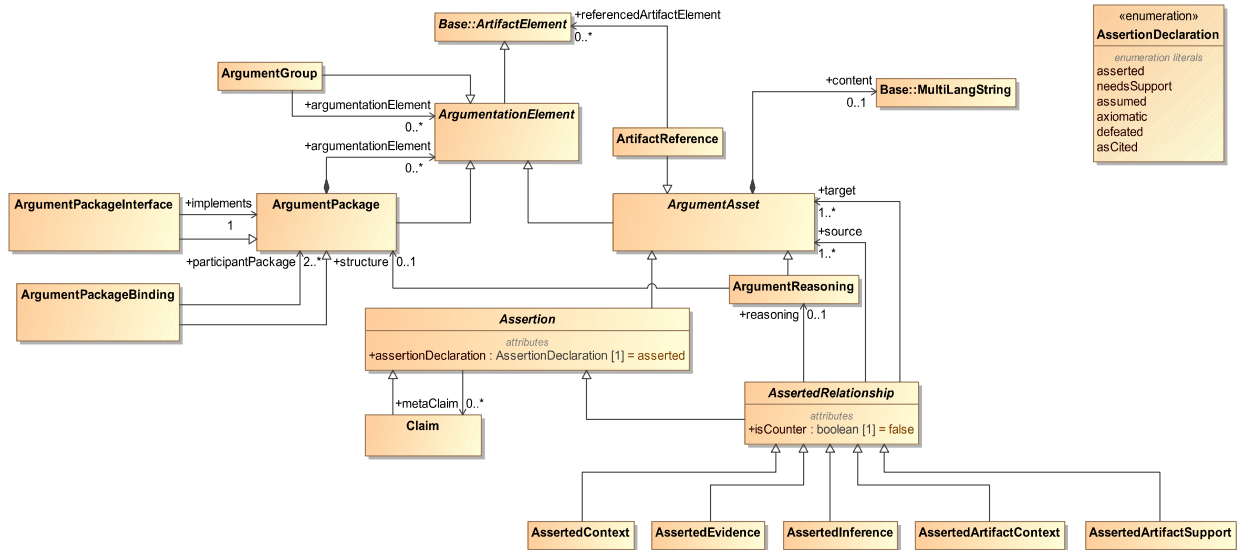 Base::ArtifactElement
+referencedArtifactElement
0..*
«enumeration»
AssertionDeclaration
enumeration literals
asserted
needsSupport
assumed
axiomatic
defeated
asCited
ArgumentGroup
+argumentationElement
0..*
ArgumentationElement
+content
0..1
Base::MultiLangString
ArtifactReference
+argumentationElement
0..*
ArgumentPackageInterface
+implements
1
ArgumentPackage
ArgumentAsset
+target
1..*
+source
1..*
+participantPackage
2..*
+structure
0..1
ArgumentPackageBinding
ArgumentReasoning
+reasoning
0..1
Assertion
attributes
+assertionDeclaration : AssertionDeclaration [1] = asserted
+metaClaim
0..*
Claim
AssertedRelationship
attributes
+isCounter : boolean [1] = false
AssertedContext
AssertedEvidence
AssertedInference
AssertedArtifactContext
AssertedArtifactSupport